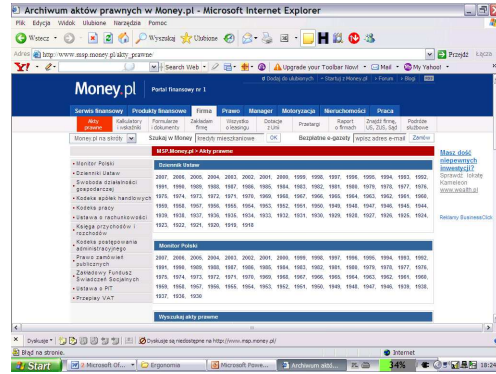 Archiwum aktów prawnych w Money.pl - Microsoft Internet Explorer
Plik Edycja Widok Ulubione Narzędzia Pomoc
Wstecz Wyszukaj Ulubione
Adres http://www.msp.money.pl/akty_prawne Przejdź Łącza
Search Web Upgrade your Toolbar Now! Mail My Yahoo!
Dodaj do ulubionych Startuj z Money.pl Forum Blogi
Money.pl Portal finansowy nr 1
Serwis finansowy Produkty finansowe Firma Prawo Manager Motoryzacja Nieruchomości Praca
Akty prawne Kalkulatory i wskaźniki Formularze i dokumenty Zakładam firmę Wszystko o leasingu Dotacje z Unii Przetargi Raport o firmach Znajdź firmę, US, ZUS, Sąd Podróże służbowe
Money.pl na skróty Szukaj w Money kredyty mieszkaniowe OK Bezpłatne e-gazety wpisz adres e-mail Zamów
MSP.Money.pl > Akty prawne
Monitor Polski
Dzienniki Ustaw
Swoboda działalności gospodarczej
Kodeks spółek handlowych
Kodeks pracy
Ustawa o rachunkowości
Księga przychodów i rozchodów
Kodeks postępowania administracyjnego
Prawo zamówień publicznych
Zakładowy Fundusz Świadczeń Socjalnych
Ustawa o PIT
Przepisy VAT
Dziennik Ustaw
2007, 2006, 2005, 2004, 2003, 2002, 2001, 2000, 1999, 1998, 1997, 1996, 1995, 1994, 1993, 1992,
1991, 1990, 1989, 1988, 1987, 1986, 1985, 1984, 1983, 1982, 1981, 1980, 1979, 1978, 1977, 1976,
1975, 1974, 1973, 1972, 1971, 1970, 1969, 1968, 1967, 1966, 1965, 1964, 1963, 1962, 1961, 1960,
1959, 1958, 1957, 1956, 1955, 1954, 1953, 1952, 1951, 1950, 1949, 1948, 1947, 1946, 1945, 1944,
1939, 1938, 1937, 1936, 1935, 1934, 1933, 1932, 1931, 1930, 1929, 1928, 1927, 1926, 1925, 1924,
1923, 1922, 1921, 1920, 1919, 1918
Monitor Polski
2007, 2006, 2005, 2004, 2003, 2002, 2001, 2000, 1999, 1998, 1997, 1996, 1995, 1994, 1993, 1992,
1991, 1990, 1989, 1988, 1987, 1986, 1985, 1984, 1983, 1982, 1981, 1980, 1979, 1978, 1977, 1976,
1975, 1974, 1973, 1972, 1971, 1970, 1969, 1968, 1967, 1966, 1965, 1964, 1963, 1962, 1961, 1960,
1959, 1958, 1957, 1956, 1955, 1954, 1953, 1952, 1951, 1950, 1949, 1948, 1947, 1946, 1939, 1938,
1937, 1936, 1930
Wyszukaj akty prawne
Masz dość
niepewnych
inwestycji?
Sprawdź lokatę
Kameleon
www.wealth.pl
Reklamy BusinessClick
Dyskusje Dyskusje są niedostępne na http://www.msp.money.pl/
Błąd na stronie. Internet
Start 2 Microsoft Of... Ergonomia Microsoft Powe... Archiwum aktó... 34% 18:24